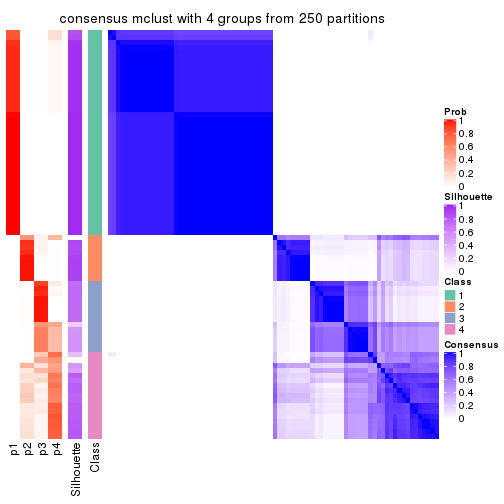 consensus mclust with 4 groups from 250 partitions
Prob
1
0.8
0.6
0.4
0.2
0
Silhouette
1
0.8
0.6
0.4
0.2
0
Class
1
2
3
4
Consensus
1
0.8
0.6
0.4
0.2
0
p1
p2
p3
p4
Silhouette
Class